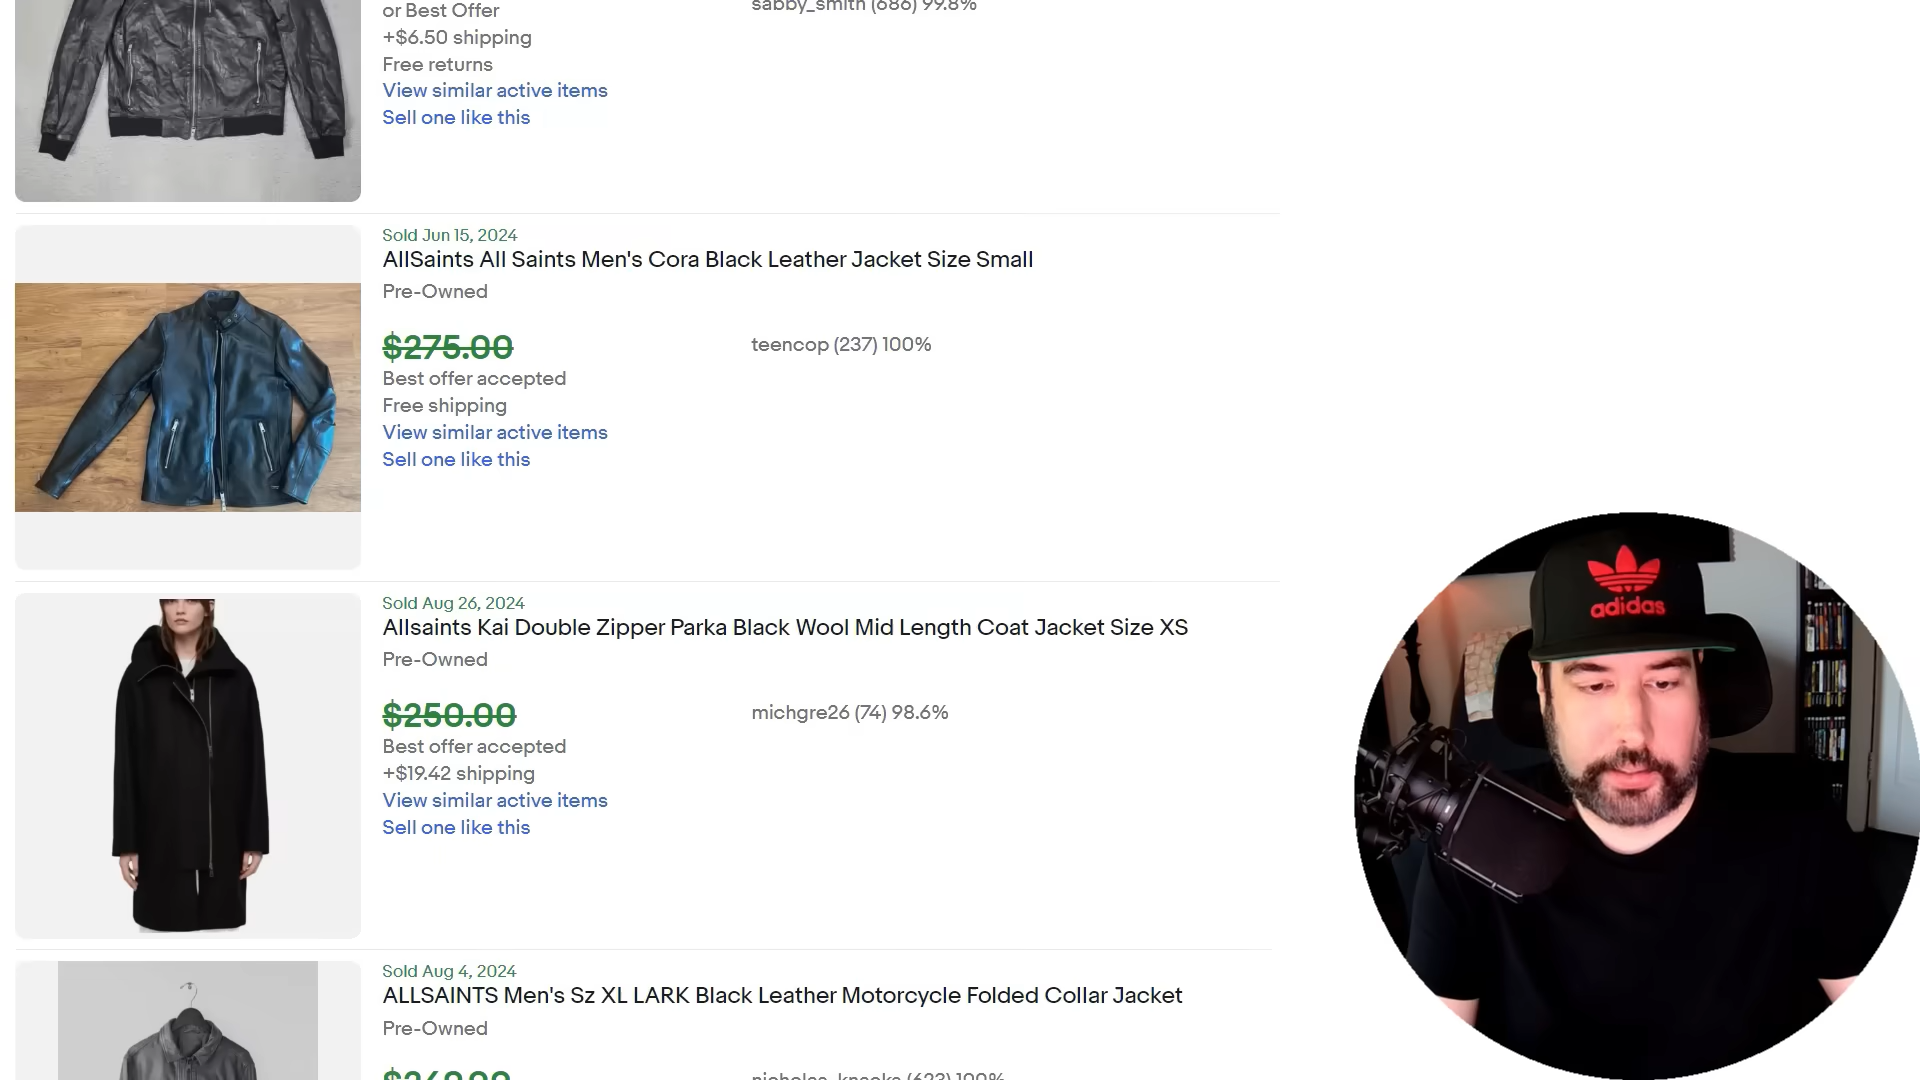 or Best Offer
sabby_smith (686) 99.8%
+$6.50 shipping
Free returns
View similar active items
Sell one like this
Sold Jun 15, 2024
AllSaints All Saints Men's Cora Black Leather Jacket Size Small
Pre-Owned
$275.00
teencop (237) 100%
Best offer accepted
Free shipping
View similar active items
Sell one like this
Sold Aug 26, 2024
Allsaints Kai Double Zipper Parka Black Wool Mid Length Coat Jacket Size XS
Pre-Owned
$250.00
michgre26 (74) 98.6%
Best offer accepted
+$19.42 shipping
View similar active items
Sell one like this
Sold Aug 4, 2024
ALLSAINTS Men's Sz XL LARK Black Leather Motorcycle Folded Collar Jacket
Pre-Owned
adidas